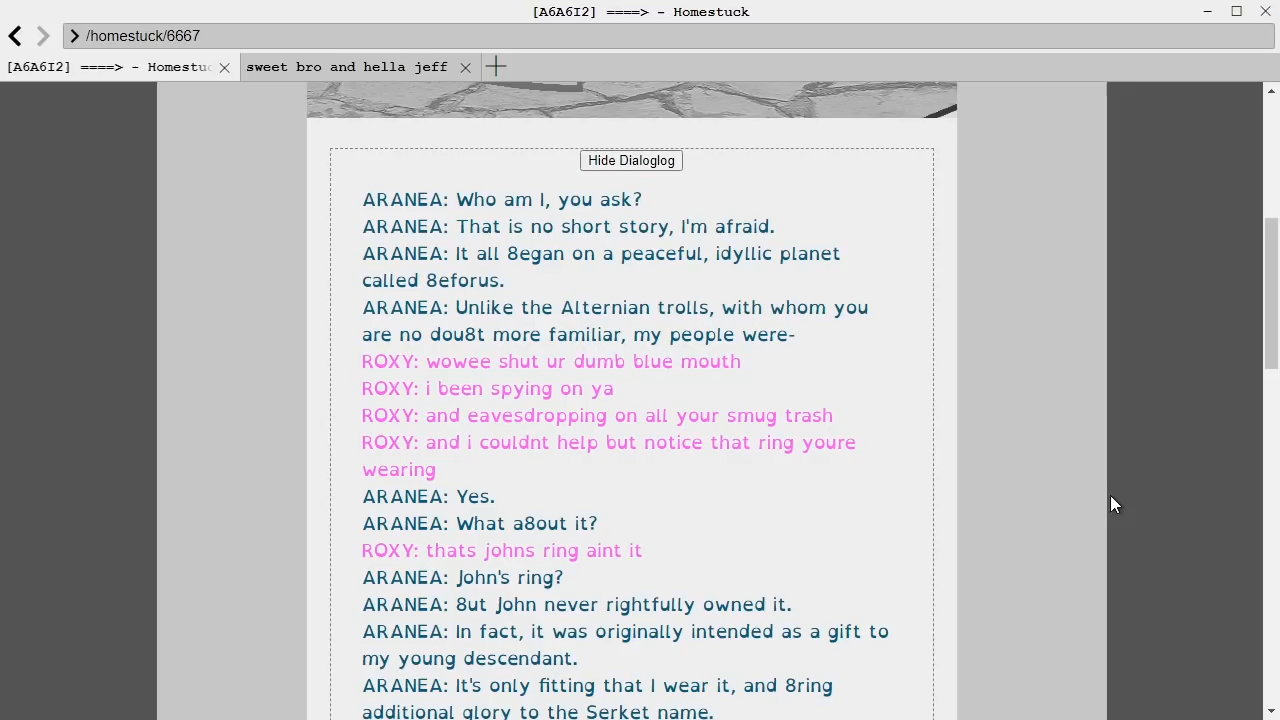 [A6A6I2] ====> - Homestuck
/homestuck/6667
[A6A6I2] ====> - Homestuc
sweet bro and hella jeff
Hide Dialoglog
ARANEA: Who am I, you ask?
ARANEA: That is no short story, I'm afraid.
ARANEA: It all 8egan on a peaceful, idyllic planet
called 8eforus.
ARANEA: Unlike the Alternian trolls, with whom you
are no dou8t more familiar, my people were-
ROXY: wowee shut ur dumb blue mouth
ROXY: i been spying on ya
ROXY: and eavesdropping on all your smug trash
ROXY: and i couldnt help but notice that ring youre
wearing
ARANEA: Yes.
ARANEA: What a8out it?
ROXY: thats johns ring aint it
ARANEA: John's ring?
ARANEA: 8ut John never rightfully owned it.
ARANEA: In fact, it was originally intended as a gift to
my young descendant.
ARANEA: It's only fitting that I wear it, and 8ring
additional glory to the Serket name.